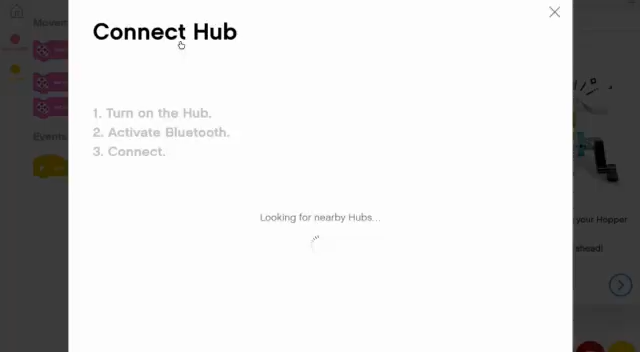 Connect Hub
1. Turn on the Hub.
2. Activate Bluetooth.
3. Connect.
Looking for nearby Hubs...
Events
your Hopper
ahead!